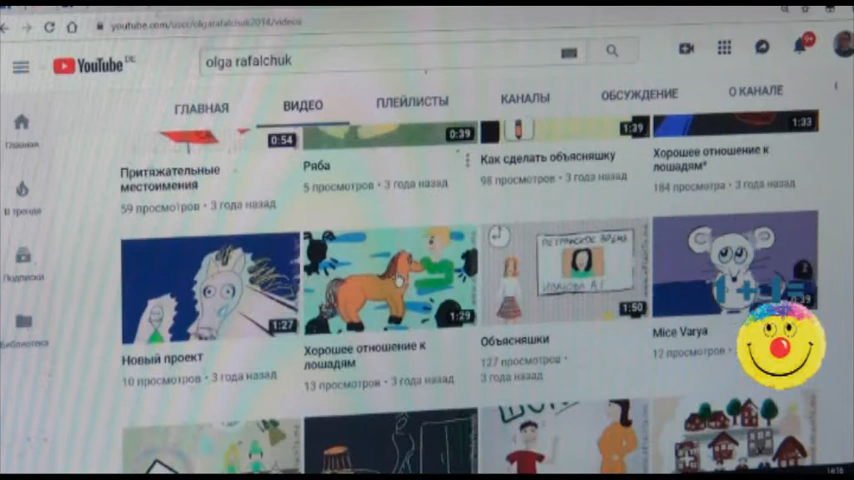 youtube.com/user/olgarafalchuk2014/videos
YouTube DE
olga rafalchuk
9+
ГЛАВНАЯ ВИДЕО ПЛЕЙЛИСТЫ КАНАЛЫ ОБСУЖДЕНИЕ О КАНАЛЕ
Главная
В тренде
Подписки
Библиотека
0:54
Притяжательные
местоимения
59 просмотров • 3 года назад
0:39
Ряба
5 просмотров • 3 года назад
1:39
Как сделать объясняшку
98 просмотров • 3 года назад
1:33
Хорошее отношение к
лошадям*
184 просмотра • 3 года назад
1:27
Новый проект
10 просмотров • 3 года назад
1:29
Хорошее отношение к
лошадям
13 просмотров • 3 года назад
1:50
Объясняшки
127 просмотров •
3 года назад
Mice Varya
12 просмотров
1+1=